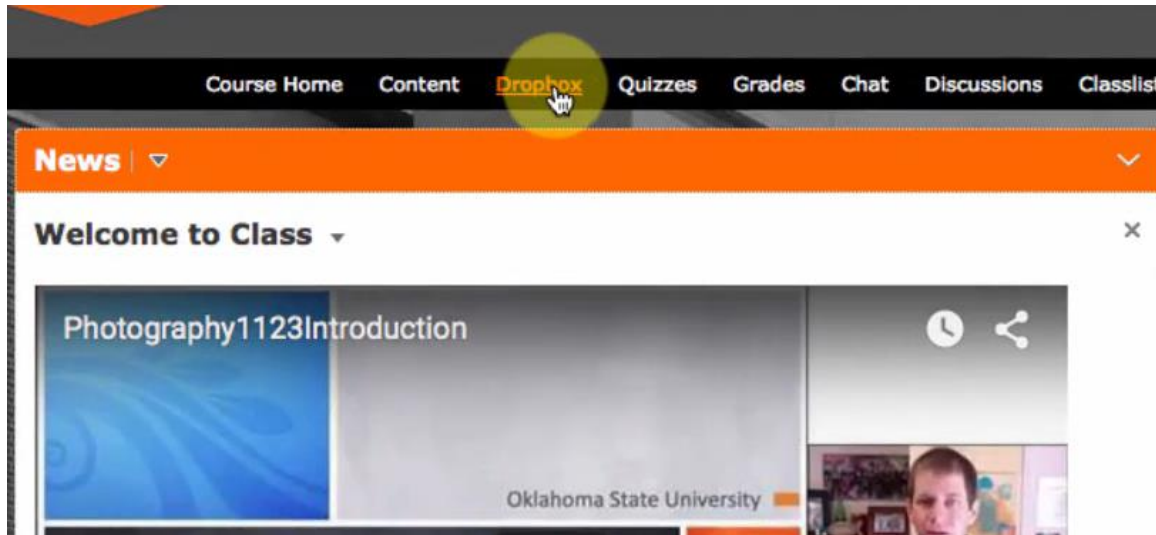 Course Home Content Dropbox Quizzes Grades Chat Discussions Classlist
News
Welcome to Class
Photography1123Introduction
Oklahoma State University